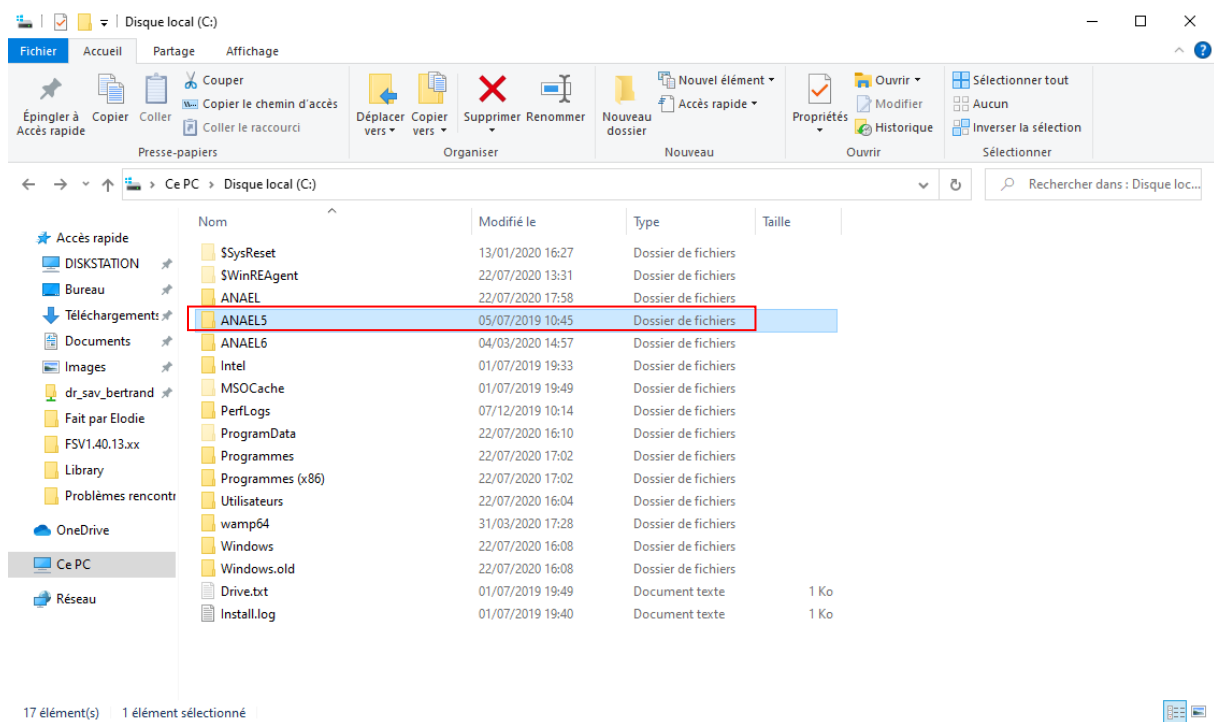 Disque local (C:)
Fichier Accueil Partage Affichage
Épingler à Accès rapide
Copier
Coller
Couper
Copier le chemin d'accès
Coller le raccourci
Presse-papiers
Déplacer vers
Copier vers
Supprimer
Renommer
Organiser
Nouveau dossier
Nouvel élément
Accès rapide
Nouveau
Propriétés
Ouvrir
Modifier
Historique
Ouvrir
Sélectionner tout
Aucun
Inverser la sélection
Sélectionner
Ce PC > Disque local (C:)
Rechercher dans : Disque loc...
Accès rapide
DISKSTATION
Bureau
Téléchargements
Documents
Images
dr_sav_bertrand
Fait par Elodie
FSV1.40.13.xx
Library
Problèmes rencontr
OneDrive
Ce PC
Réseau
Nom Modifié le Type Taille
$SysReset 13/01/2020 16:27 Dossier de fichiers
$WinREAgent 22/07/2020 13:31 Dossier de fichiers
ANAEL 22/07/2020 17:58 Dossier de fichiers
ANAEL5 05/07/2019 10:45 Dossier de fichiers
ANAEL6 04/03/2020 14:57 Dossier de fichiers
Intel 01/07/2019 19:33 Dossier de fichiers
MSOCache 01/07/2019 19:49 Dossier de fichiers
PerfLogs 07/12/2019 10:14 Dossier de fichiers
ProgramData 22/07/2020 16:10 Dossier de fichiers
Programmes 22/07/2020 17:02 Dossier de fichiers
Programmes (x86) 22/07/2020 17:02 Dossier de fichiers
Utilisateurs 22/07/2020 16:04 Dossier de fichiers
wamp64 31/03/2020 17:28 Dossier de fichiers
Windows 22/07/2020 16:08 Dossier de fichiers
Windows.old 22/07/2020 16:08 Dossier de fichiers
Drive.txt 01/07/2019 19:49 Document texte 1 Ko
Install.log 01/07/2019 19:40 Document texte 1 Ko
17 élément(s) 1 élément sélectionné